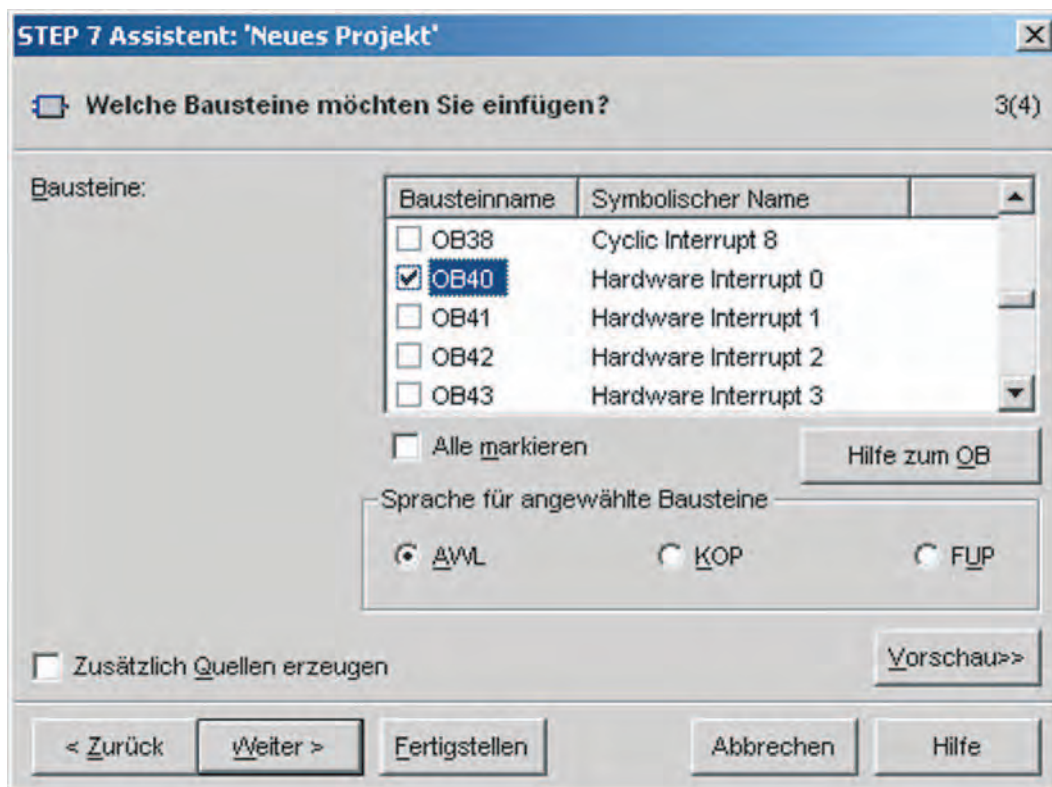 STEP 7 Assistent: 'Neues Projekt'
Welche Bausteine möchten Sie einfügen? 3(4)
Bausteine:
Bausteinname Symbolischer Name
OB38 Cyclic Interrupt 8
OB40 Hardware Interrupt 0
OB41 Hardware Interrupt 1
OB42 Hardware Interrupt 2
OB43 Hardware Interrupt 3
Alle markieren
Hilfe zum OB
Sprache für angewählte Bausteine
AWL KOP FUP
Zusätzlich Quellen erzeugen
Vorschau>>
< Zurück Weiter > Fertigstellen Abbrechen Hilfe